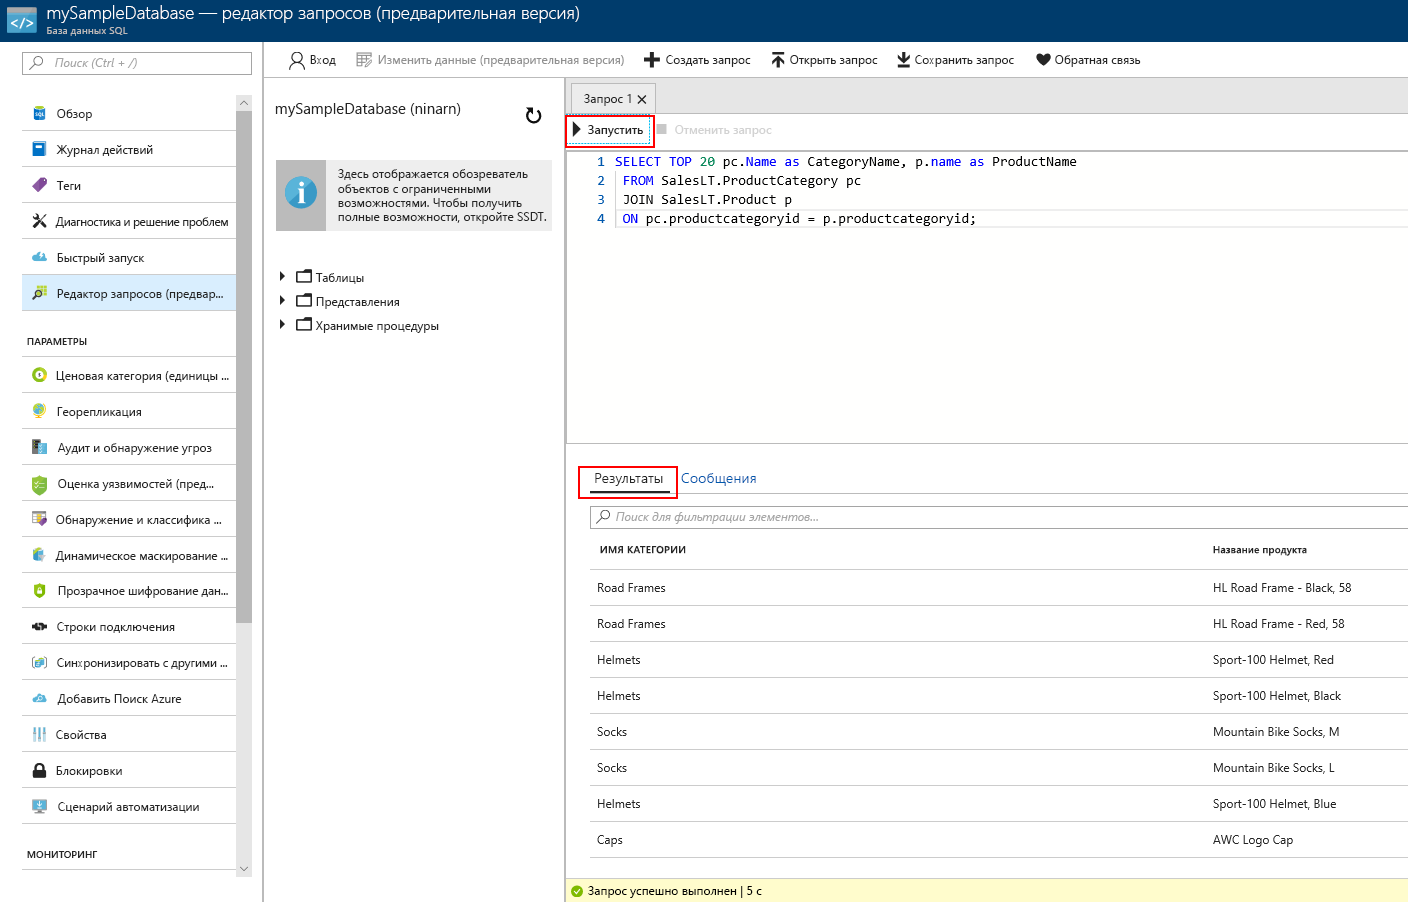 mySampleDatabase — редактор запросов (предварительная версия)
База данных SQL
Поиск (Ctrl + /)
Обзор
Журнал действий
Теги
Диагностика и решение проблем
Быстрый запуск
Редактор запросов (предвар...
ПАРАМЕТРЫ
Ценовая категория (единицы ...
Георепликация
Аудит и обнаружение угроз
Оценка уязвимостей (пред...
Обнаружение и классифика ...
Динамическое маскирование ...
Прозрачное шифрование дан...
Строки подключения
Синхронизировать с другими ...
Добавить Поиск Azure
Свойства
Блокировки
Сценарий автоматизации
МОНИТОРИНГ
Вход
Изменить данные (предварительная версия)
Создать запрос
Открыть запрос
Сохранить запрос
Обратная связь
mySampleDatabase (ninarn)
Здесь отображается обозреватель
объектов с ограниченными
возможностями. Чтобы получить
полные возможности, откройте SSDT.
Таблицы
Представления
Хранимые процедуры
Запрос 1
Запустить
Отменить запрос
1 SELECT TOP 20 pc.Name as CategoryName, p.name as ProductName
2 FROM SalesLT.ProductCategory pc
3 JOIN SalesLT.Product p
4 ON pc.productcategoryid = p.productcategoryid;
Результаты
Сообщения
Поиск для фильтрации элементов...
ИМЯ КАТЕГОРИИ Название продукта
Road Frames HL Road Frame - Black, 58
Road Frames HL Road Frame - Red, 58
Helmets Sport-100 Helmet, Red
Helmets Sport-100 Helmet, Black
Socks Mountain Bike Socks, M
Socks Mountain Bike Socks, L
Helmets Sport-100 Helmet, Blue
Caps AWC Logo Cap
Запрос успешно выполнен | 5 с